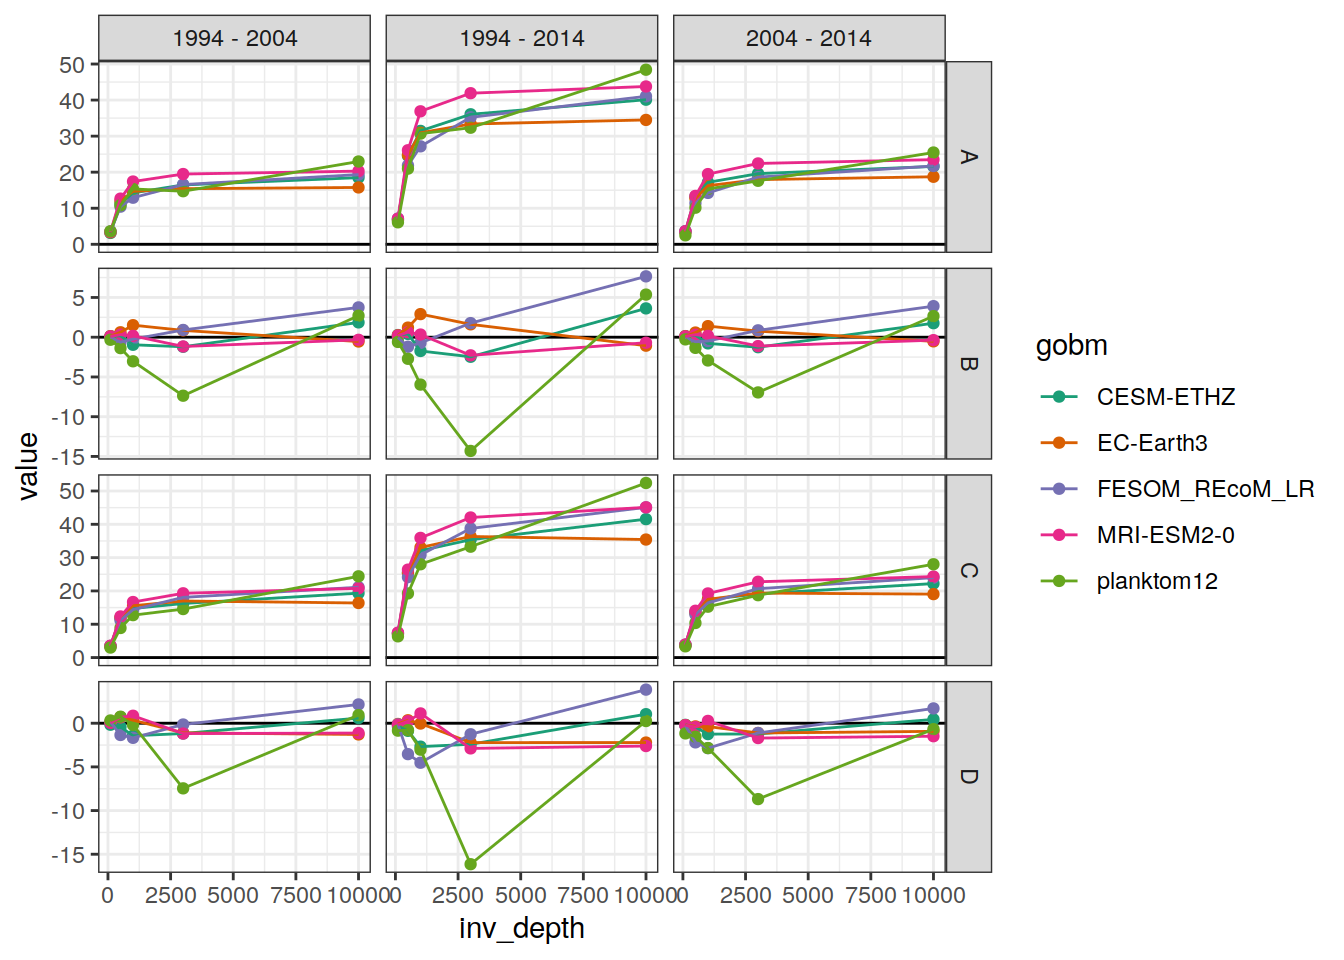 1994 - 2004
1994 - 2014
2004 - 2014
50
40
30
20
10
0
A
5
0
-5
-10
-15
B
50
40
30
20
10
0
C
0
-5
-10
-15
D
0 2500 5000 7500 10000
0 2500 5000 7500 10000
0 2500 5000 7500 10000
inv_depth
value
gobm
CESM-ETHZ
EC-Earth3
FESOM_REcoM_LR
MRI-ESM2-0
planktom12